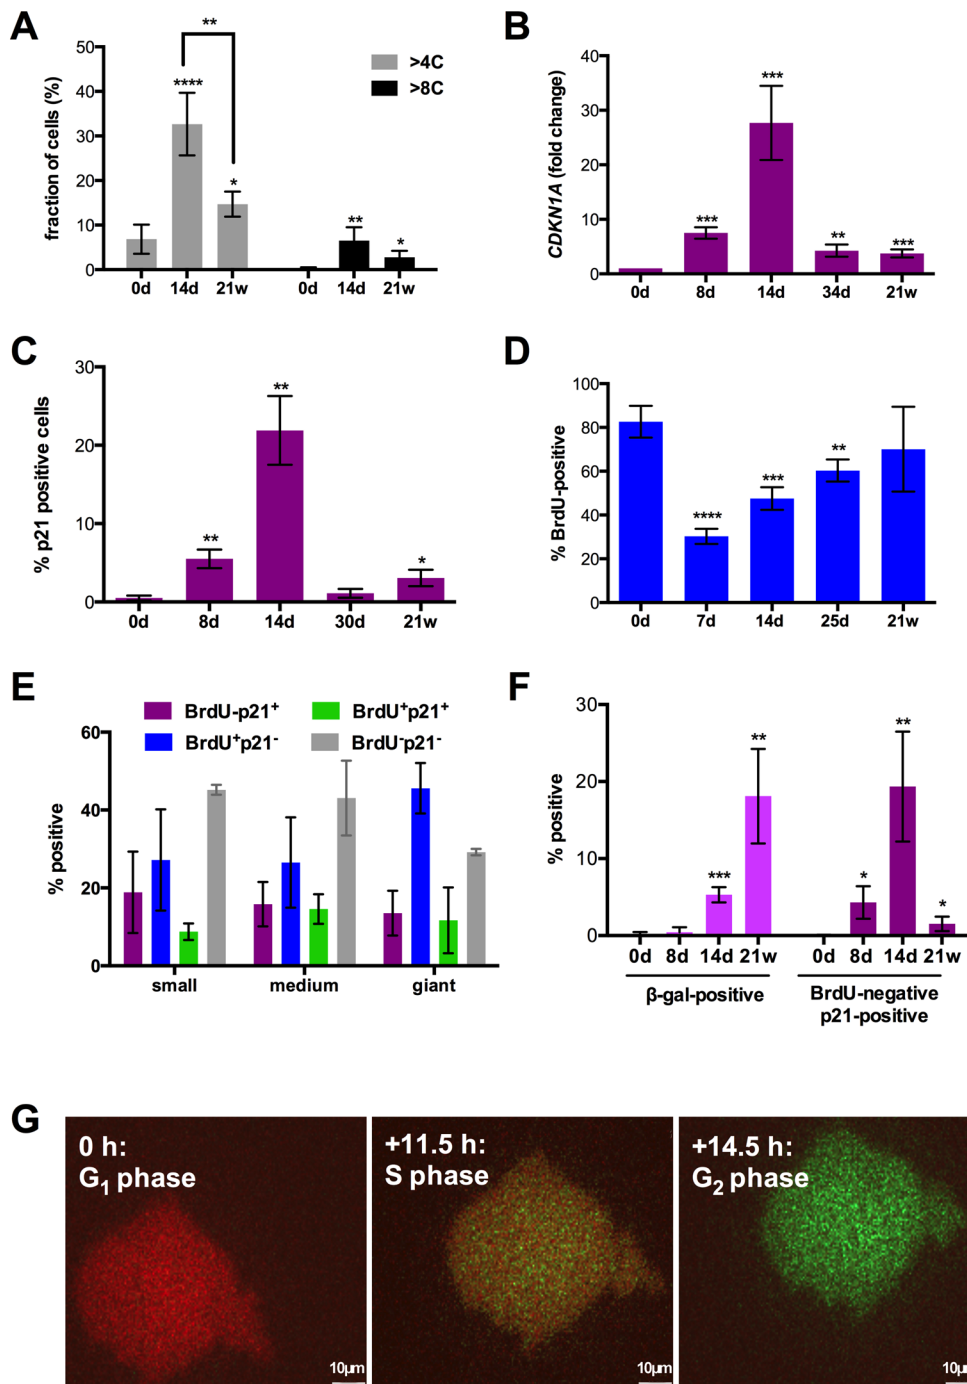 A
fraction of cells (%)
50
40
30
20
10
0
**
****
*
**
*
>4C
>8C
0d 14d 21w 0d 14d 21w
B
CDKN1A (fold change)
40
30
20
10
0
***
***
**
***
0d 8d 14d 34d 21w
C
% p21 positive cells
30
20
10
0
**
**
*
0d 8d 14d 30d 21w
D
% BrdU-positive
100
80
60
40
20
0
****
***
**
0d 7d 14d 25d 21w
E
BrdU-p21⁺ BrdU⁺p21⁺
BrdU⁺p21⁻ BrdU⁻p21⁻
% positive
60
40
20
0
small medium giant
F
% positive
30
20
10
0
***
**
*
**
*
0d 8d 14d 21w 0d 8d 14d 21w
β-gal-positive
BrdU-negative
p21-positive
G
0 h:
G₁ phase
10µm
+11.5 h:
S phase
10µm
+14.5 h:
G₂ phase
10µm